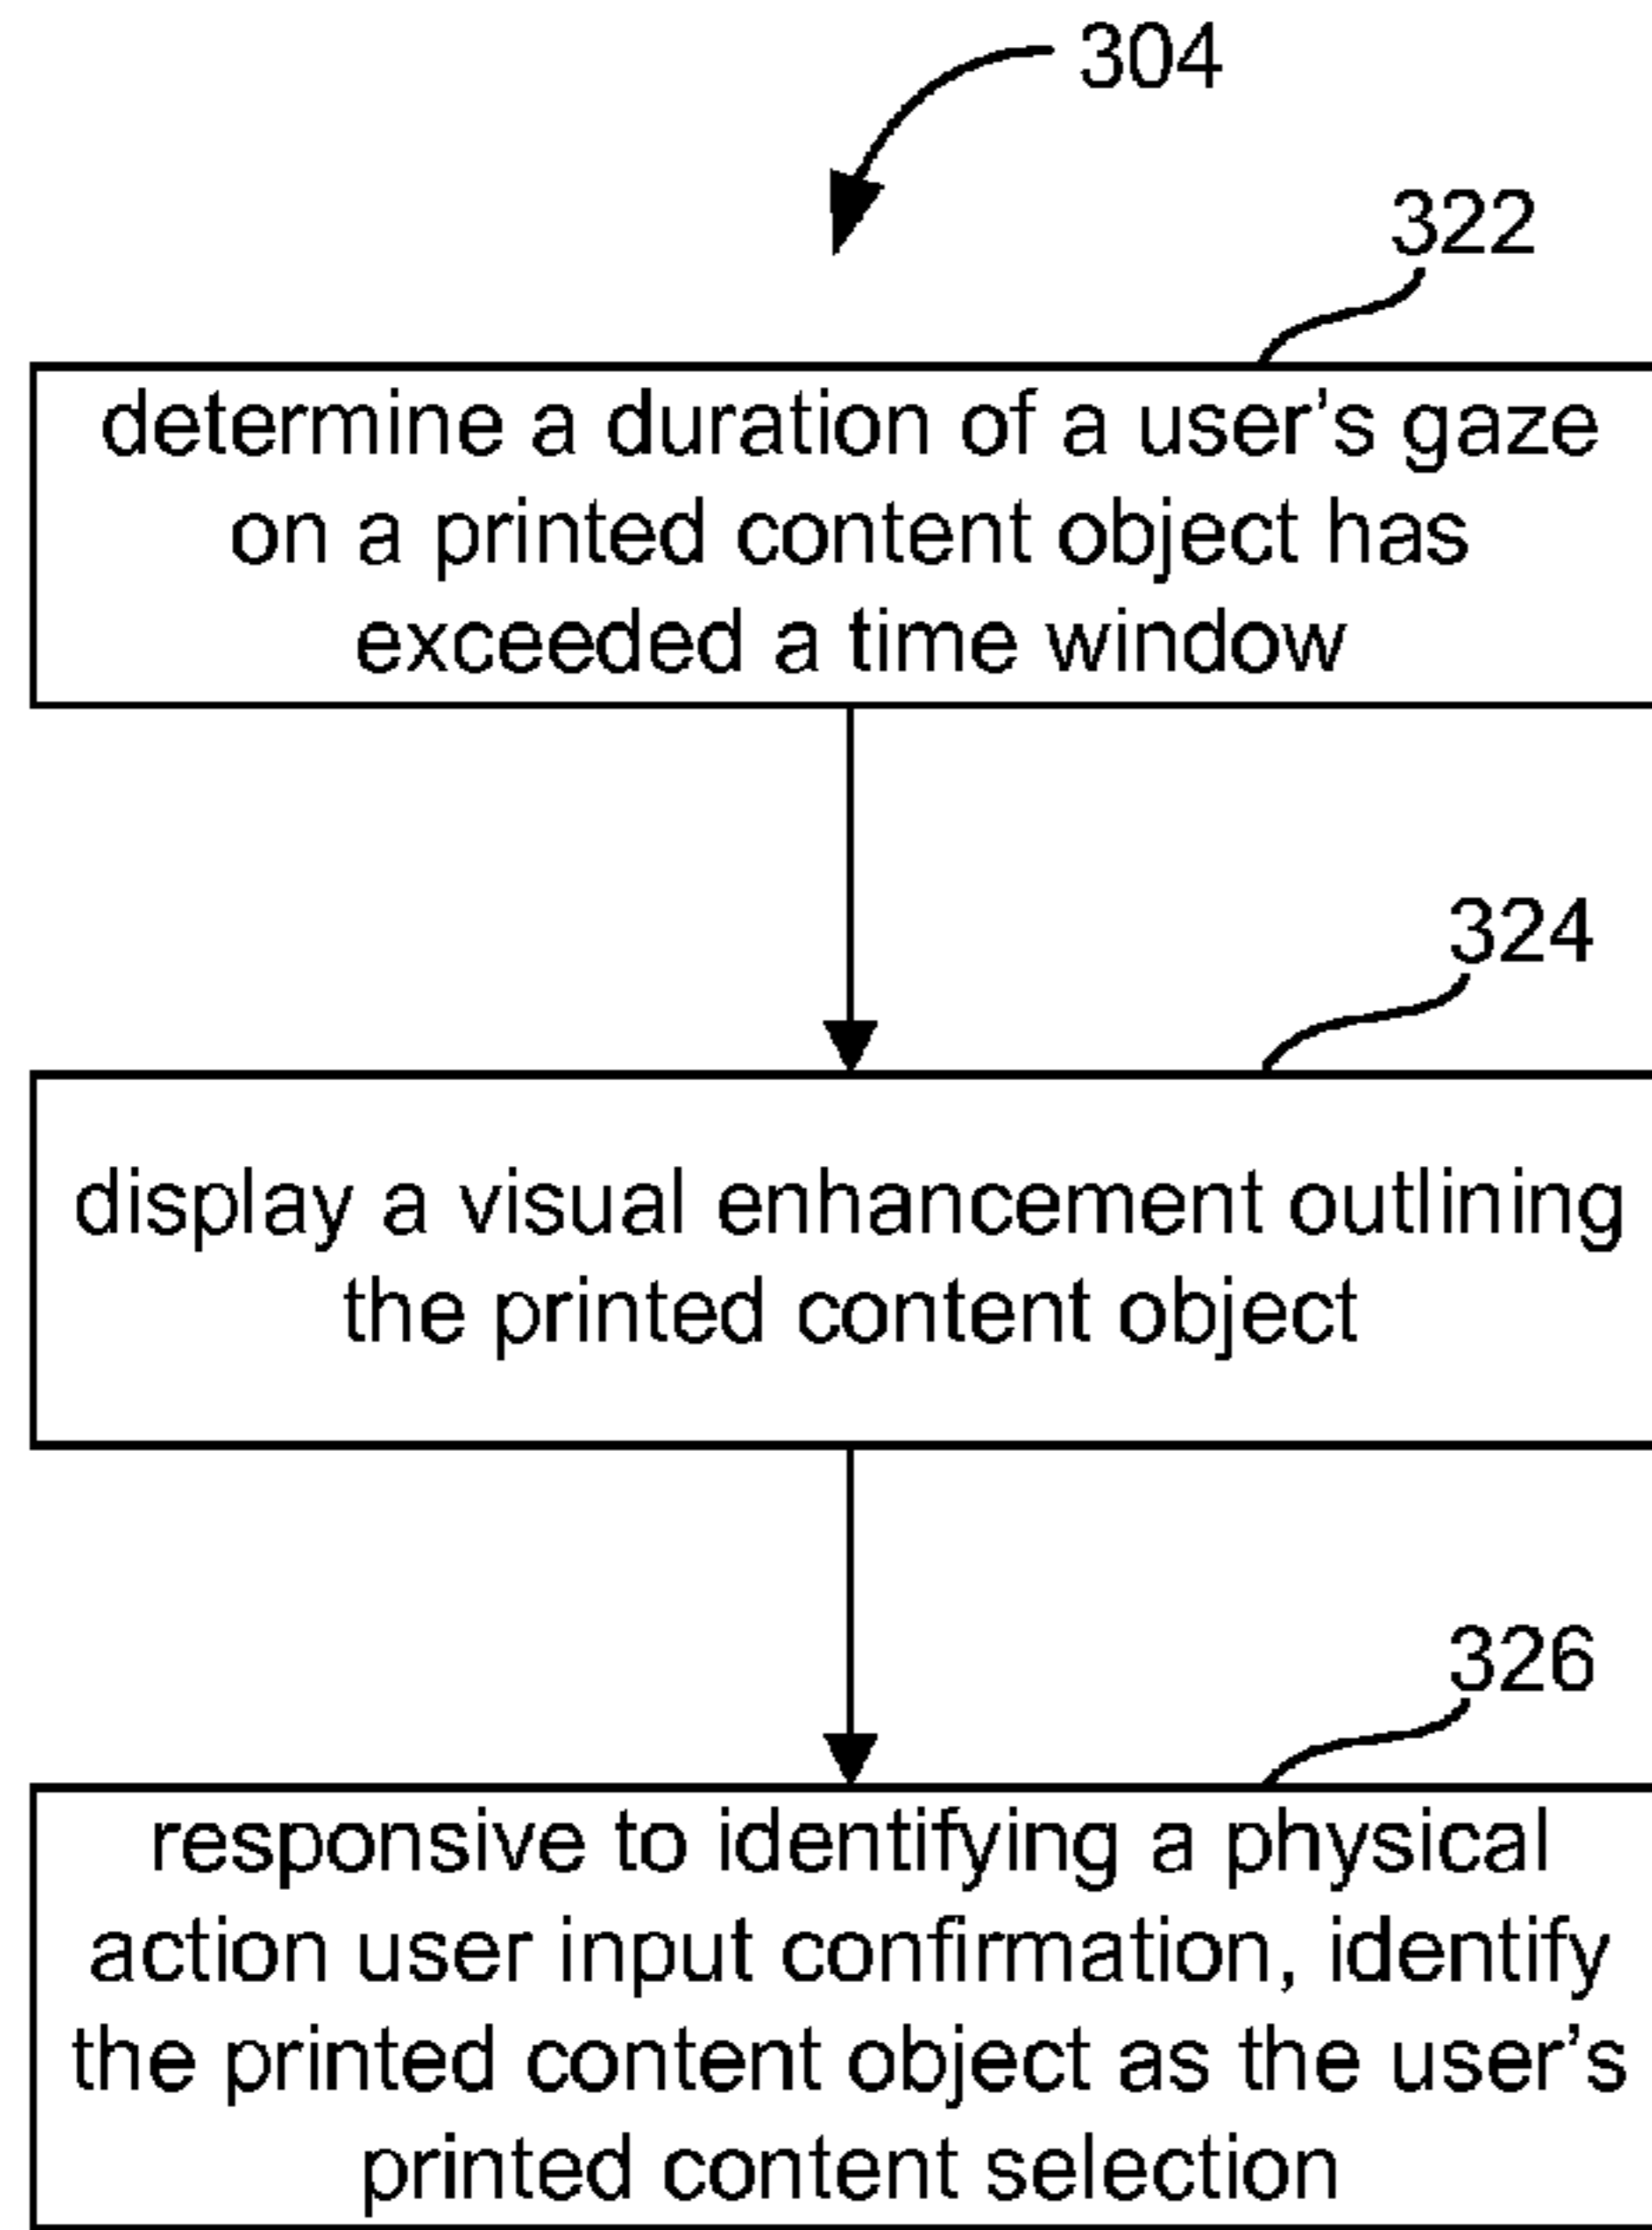 304
322
determine a duration of a user's gaze
on a printed content object has
exceeded a time window
324
display a visual enhancement outlining
the printed content object
326
responsive to identifying a physical
action user input confirmation, identify
the printed content object as the user's
printed content selection